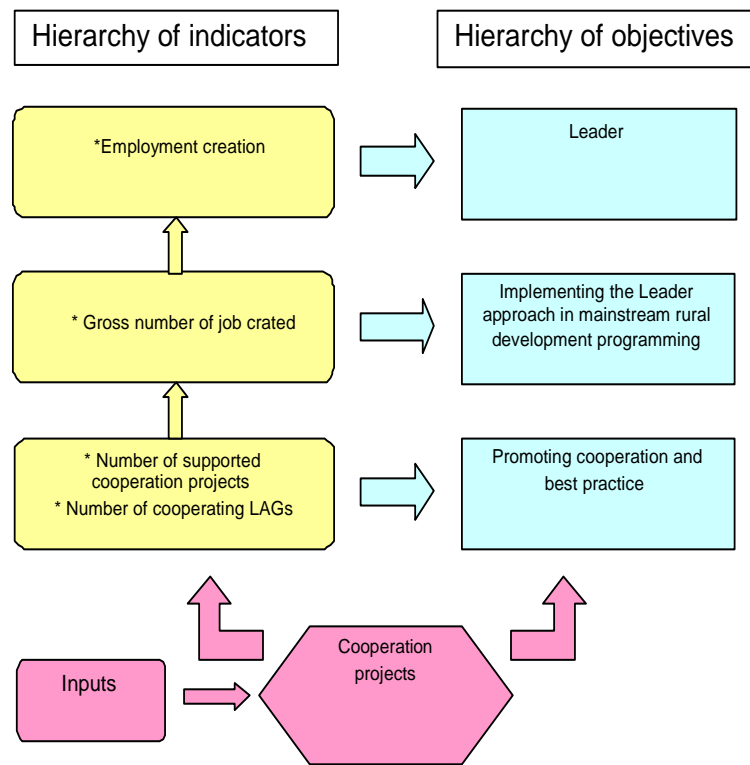 Hierarchy of indicators
Hierarchy of objectives
*Employment creation
Leader
* Gross number of job crated
Implementing the Leader
approach in mainstream rural
development programming
* Number of supported
cooperation projects
* Number of cooperating LAGs
Promoting cooperation and
best practice
Inputs
Cooperation
projects